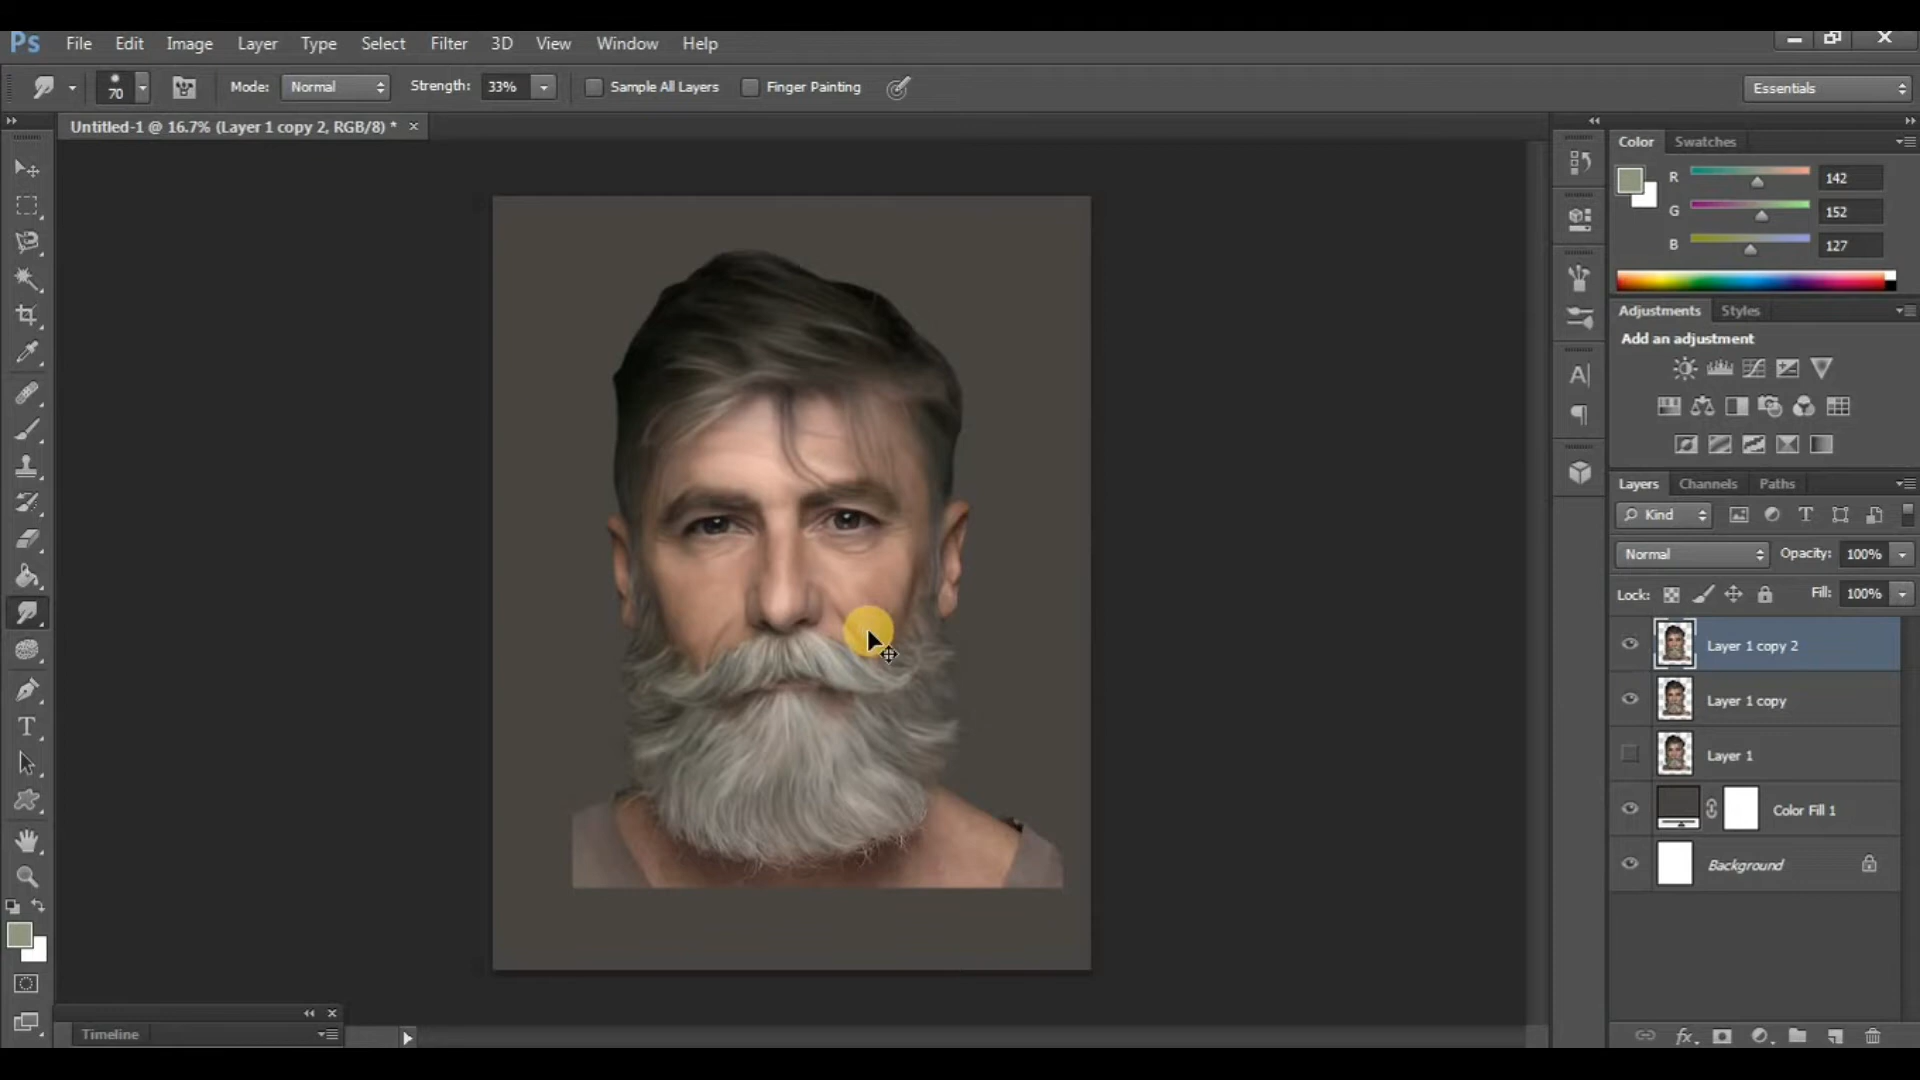 Ps File Edit Image Layer Type Select Filter 3D View Window Help
70 Mode: Normal Strength: 33% Sample All Layers Finger Painting Essentials
Untitled-1 @ 16.7% (Layer 1 copy 2, RGB/8) * ×
Color Swatches
R 142
G 152
B 127
Adjustments Styles
Add an adjustment
Layers Channels Paths
Kind
Normal Opacity: 100%
Lock: Fill: 100%
Layer 1 copy 2
Layer 1 copy
Layer 1
Color Fill 1
Background
Timeline